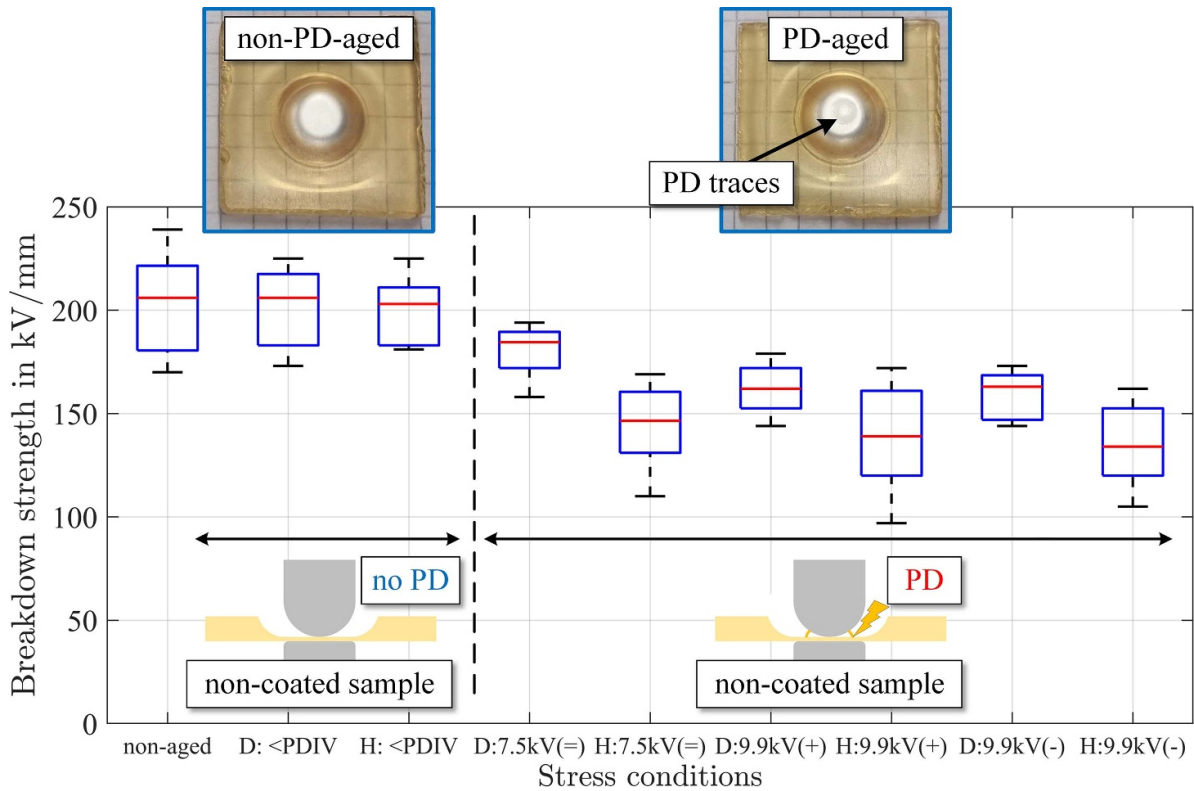 non-PD-aged
PD-aged
PD traces
Breakdown strength in kV/mm
250
200
150
100
50
0
no PD
PD
non-coated sample
non-coated sample
non-aged
D: <PDIV
H: <PDIV
D:7.5kV(=)
H:7.5kV(=)
D:9.9kV(+)
H:9.9kV(+)
D:9.9kV(-)
H:9.9kV(-)
Stress conditions